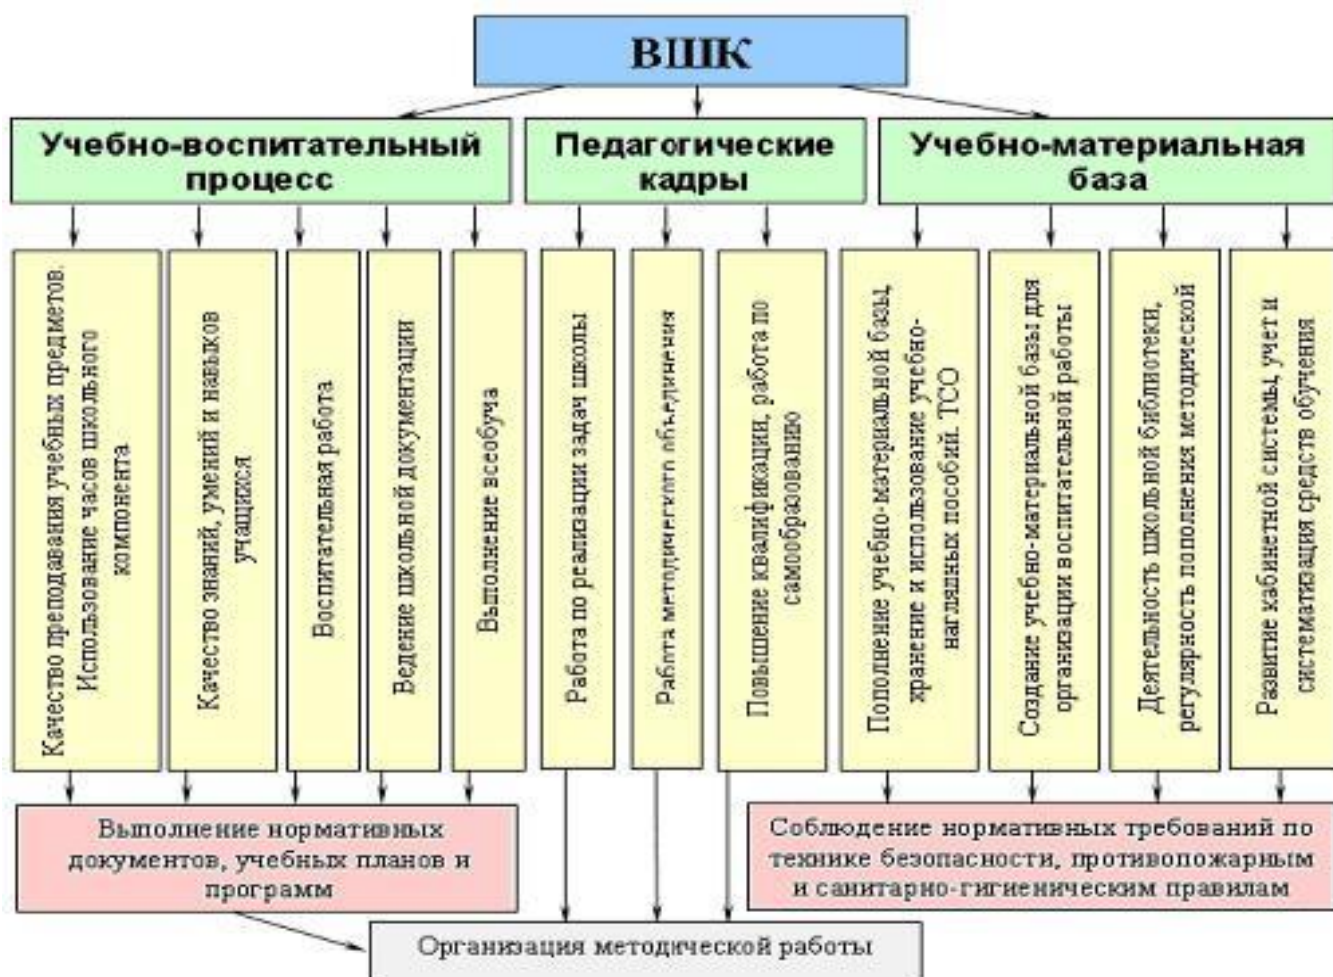 ВШК
Учебно-воспитательный
процесс
Педагогические
кадры
Учебно-материальная
база
Качество преподавания учебных предметов.
Использование часов школьного
компонента
Качество знаний, умений и навыков
учащихся
Воспитательная работа
Ведение школьной документации
Выполнение всеобуча
Работа по реализации задач школы
Работа методического объединения
Повышение квалификации, работа по
самообразованию
Пополнение учебно-материальной базы,
хранение и использование учебно-
наглядных пособий. ТСО
Создание учебно-материальной базы для
организации воспитательной работы
Деятельность школьной библиотеки,
регулярность пополнения методической
Развитие кабинетной системы, учет и
систематизация средств обучения
Выполнение нормативных
документов, учебных планов и
программ
Соблюдение нормативных требований по
технике безопасности, противопожарным
и санитарно-гигиеническим правилам
Организация методической работы